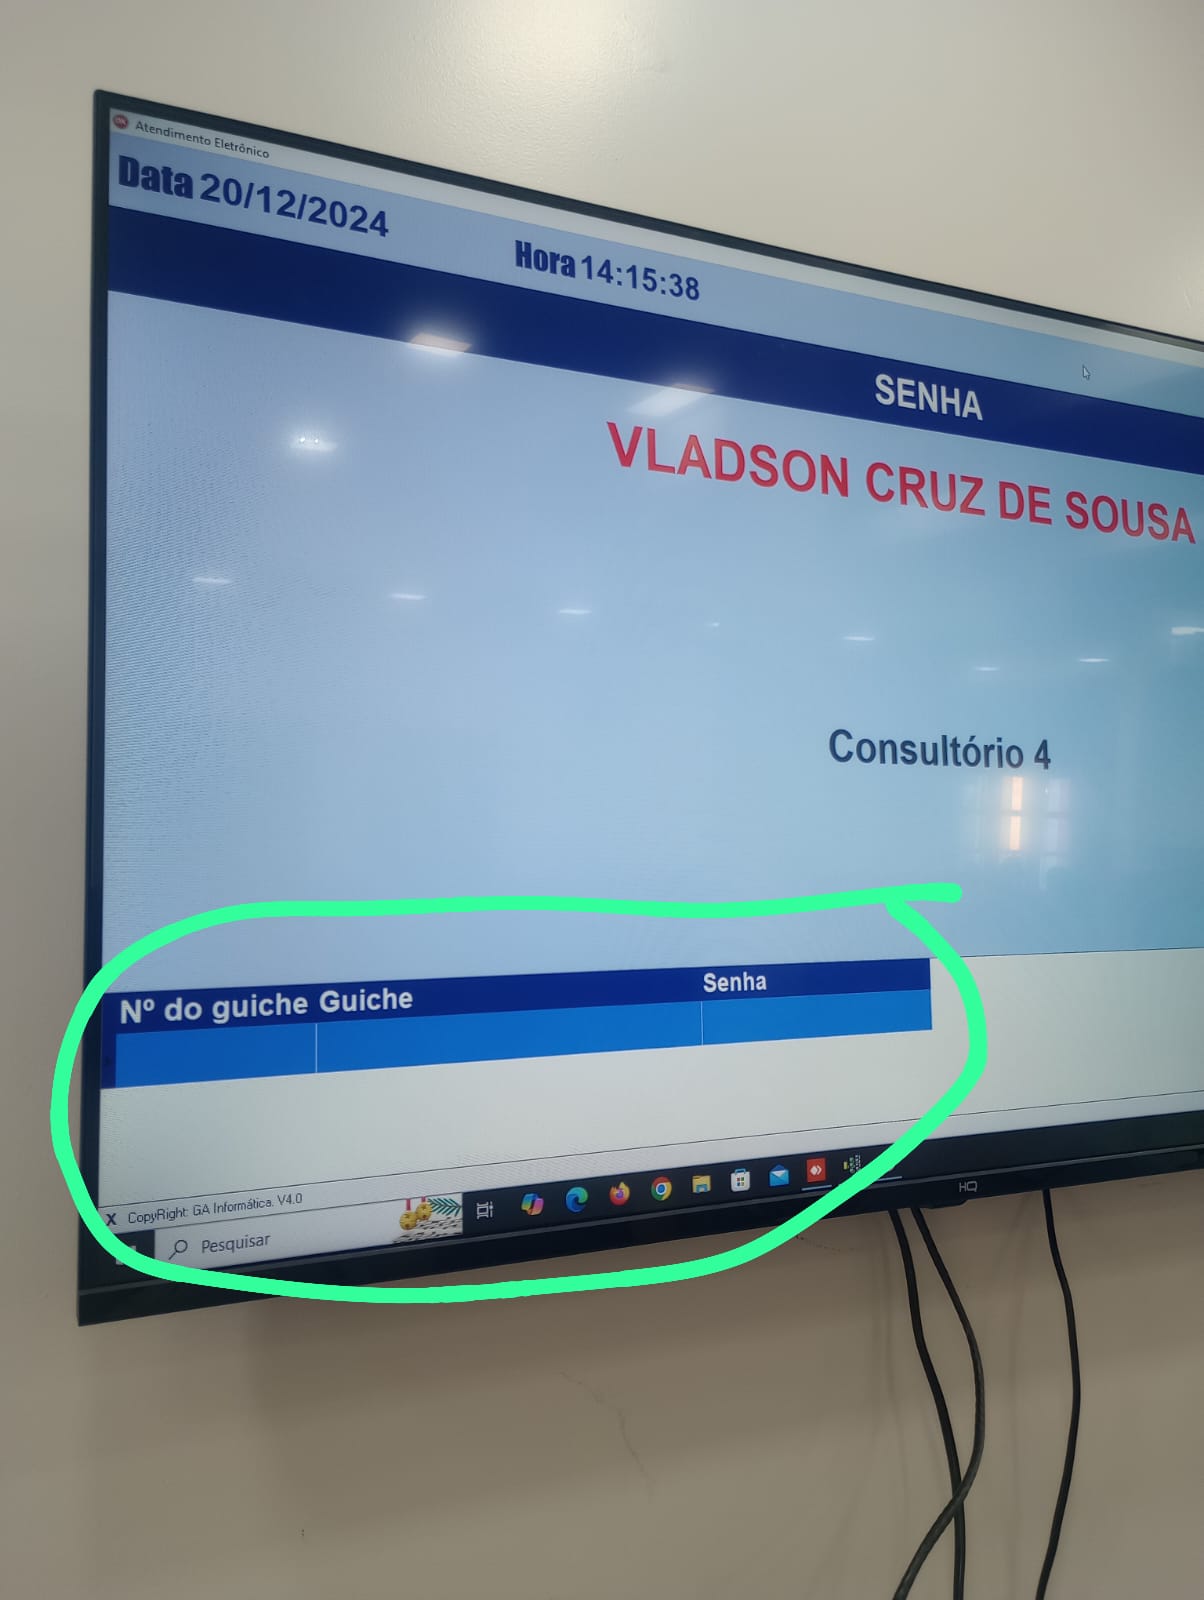 Atendimento Eletrônico
Data 20/12/2024
Hora 14:15:38
SENHA
VLADSON CRUZ DE SOUSA
Consultório 4
Nº do guiche Guiche Senha
X CopyRight: GA Informática. V4.0
Pesquisar
HQ